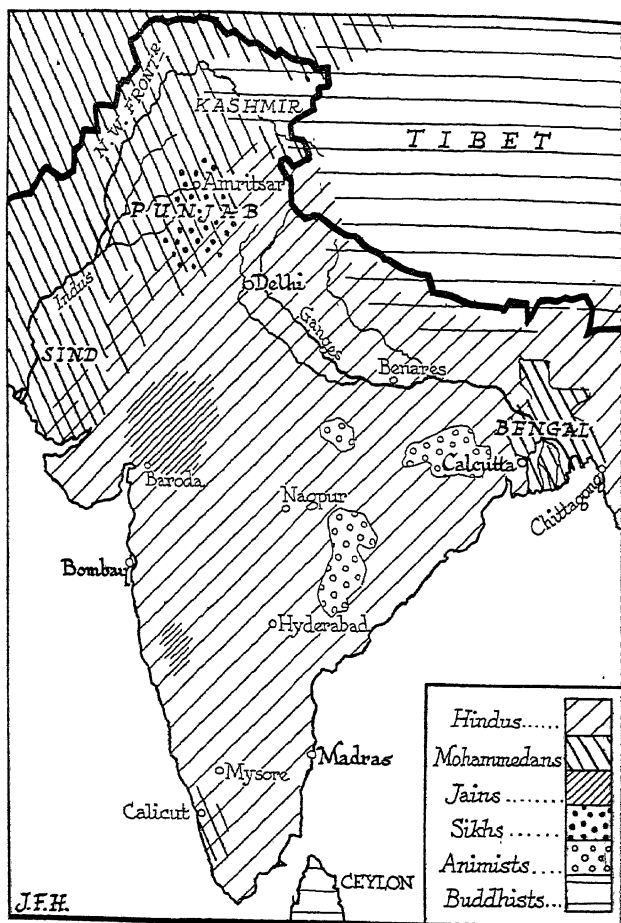 N.W. FRONTIER
KASHMIR
TIBET
Amritsar
PUNJAB
Indus
Delhi
Ganges
SIND
Benares
BENGAL
Calcutta
Baroda
Nagpur
Chittagong
Bombay
Hyderabad
Madras
Mysore
Calicut
CEYLON
Hindus......
Mohammedans
Jains........
Sikhs........
Animists....
Buddhists...
J.F.H.